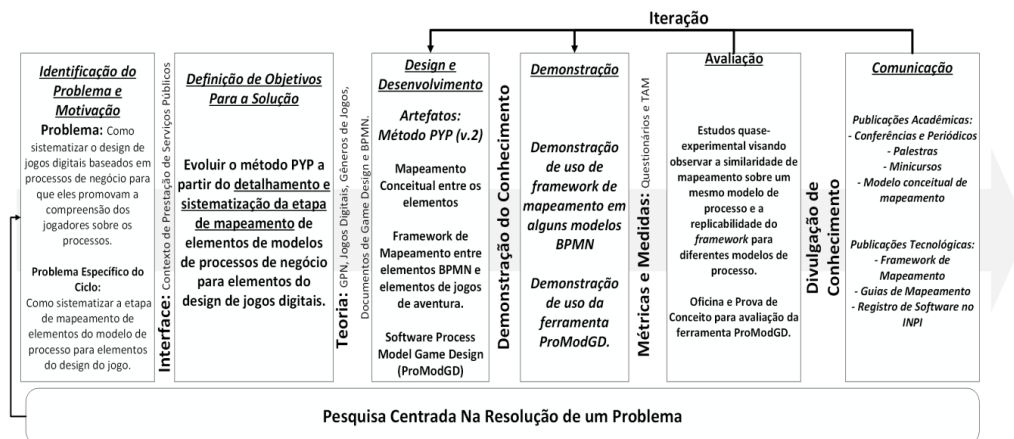 Iteração
Identificação do
Problema e
Motivação
Problema: Como
sistematizar o design de
jogos digitais baseados em
processos de negócio para
que eles promovam a
compreensão dos
jogadores sobre os
processos.
Problema Específico do
Ciclo:
Como sistematizar a etapa
de mapeamento de
elementos do modelo de
processo para elementos
do design do jogo.
Interface: Contexto de Prestação de Serviços Públicos
Definição de Objetivos
Para a Solução
Evoluir o método PYP a
partir do detalhamento e
sistematização da etapa
de mapeamento de
elementos de modelos
de processos de negócio
para elementos do
design de jogos digitais.
Teoria: GPN, Jogos Digitais, Gêneros de Jogos,
Documentos de Game Design e BPMN.
Design e
Desenvolvimento
Artefatos:
Método PYP (v.2)
Mapeamento
Conceitual entre os
elementos
Framework de
Mapeamento entre
elementos BPMN e
elementos de jogos
de aventura.
Software Process
Model Game Design
(ProModGD)
Demonstração do Conhecimento
Demonstração
Demonstração
de uso de
framework de
mapeamento em
alguns modelos
BPMN
Demonstração
de uso da
ferramenta
ProModGD.
Métricas e Medidas: Questionários e TAM
Avaliação
Estudos quase-
experimental visando
observar a similaridade de
mapeamento sobre um
mesmo modelo de
processo e a
replicabilidade do
framework para
diferentes modelos de
processo.
Oficina e Prova de
Conceito para avaliação da
ferramenta ProModGD.
Divulgação de
Conhecimento
Comunicação
Publicações Acadêmicas:
- Conferências e Periódicos
- Palestras
- Minicursos
- Modelo conceitual de
mapeamento
Publicações Tecnológicas:
- Framework de
Mapeamento
- Guias de Mapeamento
- Registro de Software no
INPI
Pesquisa Centrada Na Resolução de um Problema